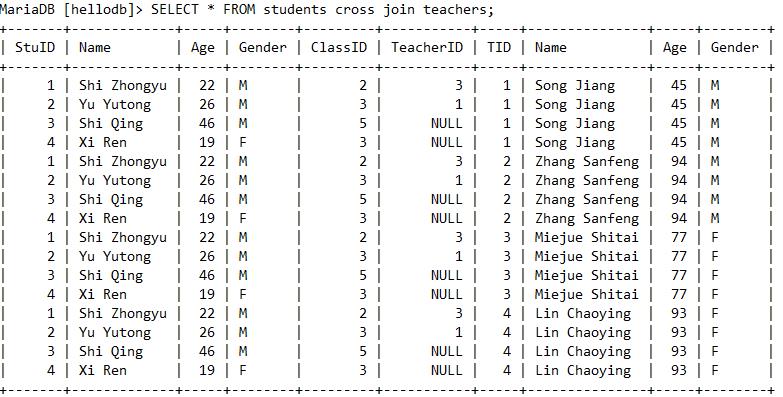 MariaDB [hellodb]> SELECT * FROM students cross join teachers;
+-------+-------------+-----+--------+---------+-----------+-----+---------------+-----+--------+
| StuID | Name        | Age | Gender | ClassID | TeacherID | TID | Name          | Age | Gender |
+-------+-------------+-----+--------+---------+-----------+-----+---------------+-----+--------+
|     1 | Shi Zhongyu |  22 | M      |       2 |         3 |   1 | Song Jiang    |  45 | M      |
|     2 | Yu Yutong   |  26 | M      |       3 |         1 |   1 | Song Jiang    |  45 | M      |
|     3 | Shi Qing    |  46 | M      |       5 |      NULL |   1 | Song Jiang    |  45 | M      |
|     4 | Xi Ren      |  19 | F      |       3 |      NULL |   1 | Song Jiang    |  45 | M      |
|     1 | Shi Zhongyu |  22 | M      |       2 |         3 |   2 | Zhang Sanfeng |  94 | M      |
|     2 | Yu Yutong   |  26 | M      |       3 |         1 |   2 | Zhang Sanfeng |  94 | M      |
|     3 | Shi Qing    |  46 | M      |       5 |      NULL |   2 | Zhang Sanfeng |  94 | M      |
|     4 | Xi Ren      |  19 | F      |       3 |      NULL |   2 | Zhang Sanfeng |  94 | M      |
|     1 | Shi Zhongyu |  22 | M      |       2 |         3 |   3 | Miejue Shitai |  77 | F      |
|     2 | Yu Yutong   |  26 | M      |       3 |         1 |   3 | Miejue Shitai |  77 | F      |
|     3 | Shi Qing    |  46 | M      |       5 |      NULL |   3 | Miejue Shitai |  77 | F      |
|     4 | Xi Ren      |  19 | F      |       3 |      NULL |   3 | Miejue Shitai |  77 | F      |
|     1 | Shi Zhongyu |  22 | M      |       2 |         3 |   4 | Lin Chaoying  |  93 | F      |
|     2 | Yu Yutong   |  26 | M      |       3 |         1 |   4 | Lin Chaoying  |  93 | F      |
|     3 | Shi Qing    |  46 | M      |       5 |      NULL |   4 | Lin Chaoying  |  93 | F      |
|     4 | Xi Ren      |  19 | F      |       3 |      NULL |   4 | Lin Chaoying  |  93 | F      |
+-------+-------------+-----+--------+---------+-----------+-----+---------------+-----+--------+